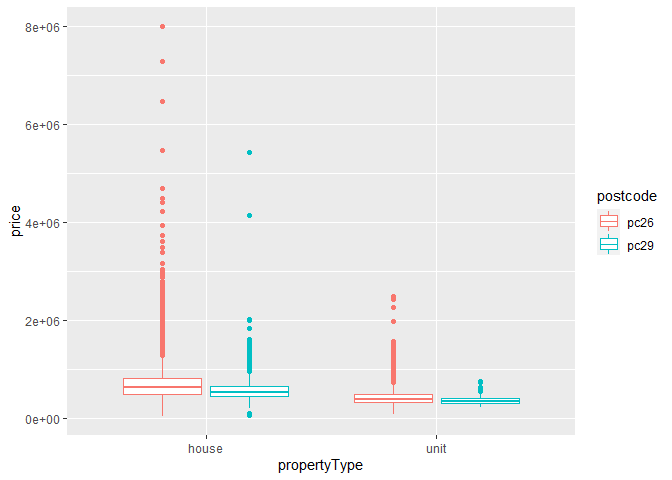 8e+06
6e+06
4e+06
2e+06
0e+00
price
house
unit
propertyType
postcode
pc26
pc29